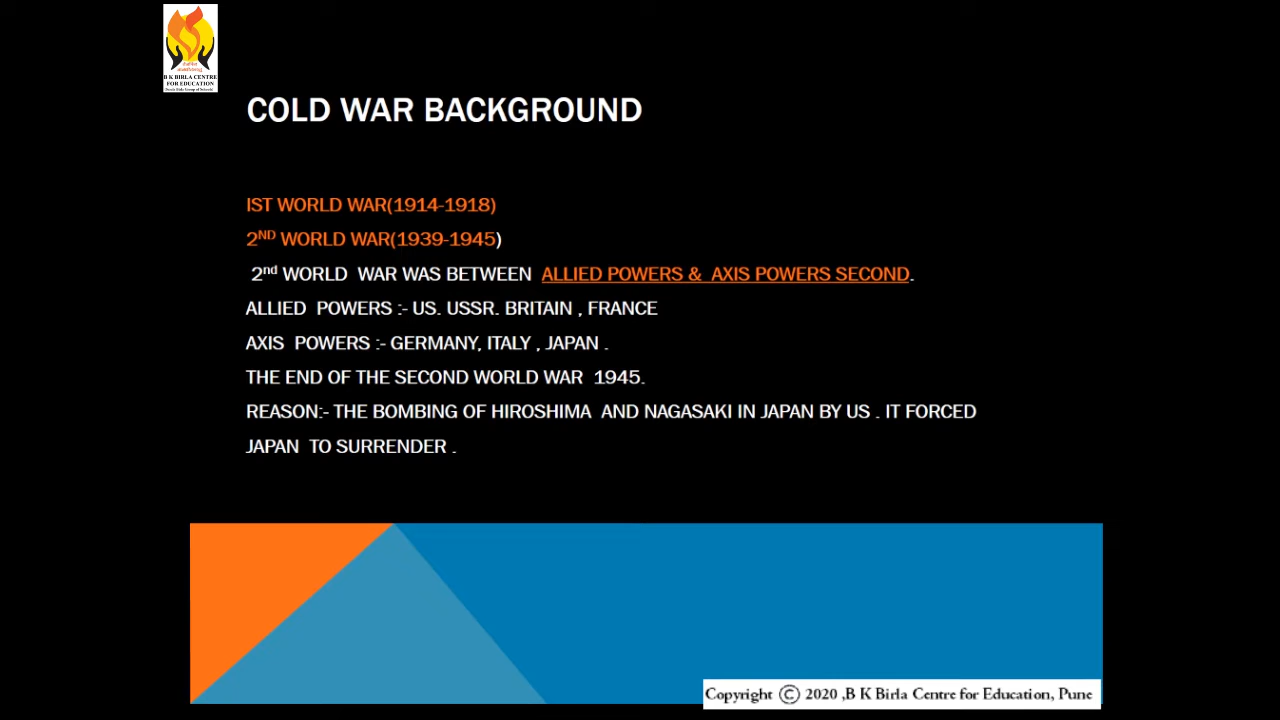 B K BIRLA CENTRE
FOR EDUCATION
COLD WAR BACKGROUND
IST WORLD WAR(1914-1918)
2ND WORLD WAR(1939-1945)
2nd WORLD WAR WAS BETWEEN ALLIED POWERS & AXIS POWERS SECOND.
ALLIED POWERS :- US. USSR. BRITAIN , FRANCE
AXIS POWERS :- GERMANY, ITALY , JAPAN .
THE END OF THE SECOND WORLD WAR 1945.
REASON:- THE BOMBING OF HIROSHIMA AND NAGASAKI IN JAPAN BY US . IT FORCED
JAPAN TO SURRENDER .
Copyright © 2020 ,B K Birla Centre for Education, Pune